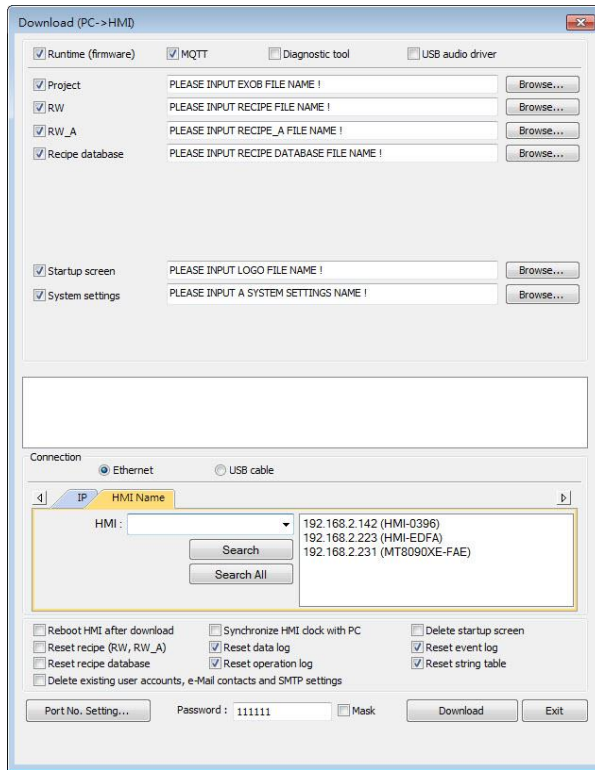 Download (PC->HMI)
Runtime (firmware) MQTT Diagnostic tool USB audio driver
Project PLEASE INPUT EXOB FILE NAME ! Browse...
RW PLEASE INPUT RECIPE FILE NAME ! Browse...
RW_A PLEASE INPUT RECIPE_A FILE NAME ! Browse...
Recipe database PLEASE INPUT RECIPE DATABASE FILE NAME ! Browse...
Startup screen PLEASE INPUT LOGO FILE NAME ! Browse...
System settings PLEASE INPUT A SYSTEM SETTINGS NAME ! Browse...
Connection
Ethernet USB cable
IP HMI Name
HMI : 192.168.2.142 (HMI-0396)
192.168.2.223 (HMI-EDFA)
Search 192.168.2.231 (MT8090XE-FAE)
Search All
Reboot HMI after download Synchronize HMI clock with PC Delete startup screen
Reset recipe (RW, RW_A) Reset data log Reset event log
Reset recipe database Reset operation log Reset string table
Delete existing user accounts, e-Mail contacts and SMTP settings
Port No. Setting... Password : 111111 Mask Download Exit